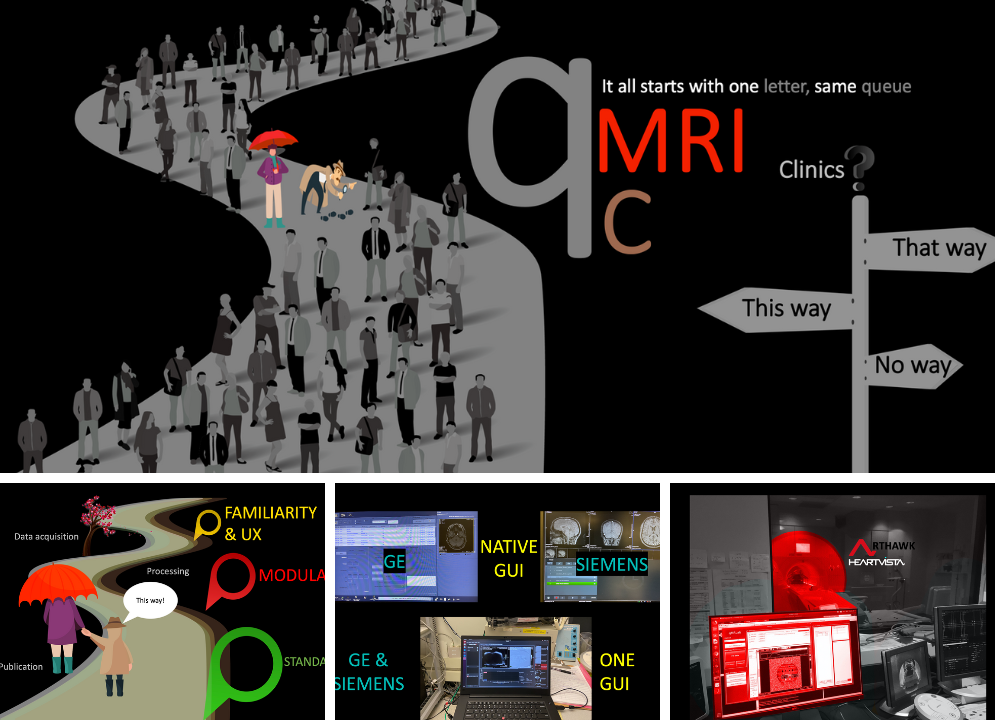 q
It all starts with one letter, same queue
MRI
C
Clinics?
That way
This way
No way
FAMILIARITY
& UX
Data acquisition
Processing
MODULA
This way!
Publication
STANDA
GE
NATIVE
GUI
SIEMENS
GE &
SIEMENS
ONE
GUI
RTHAWK
HEARTVISTA